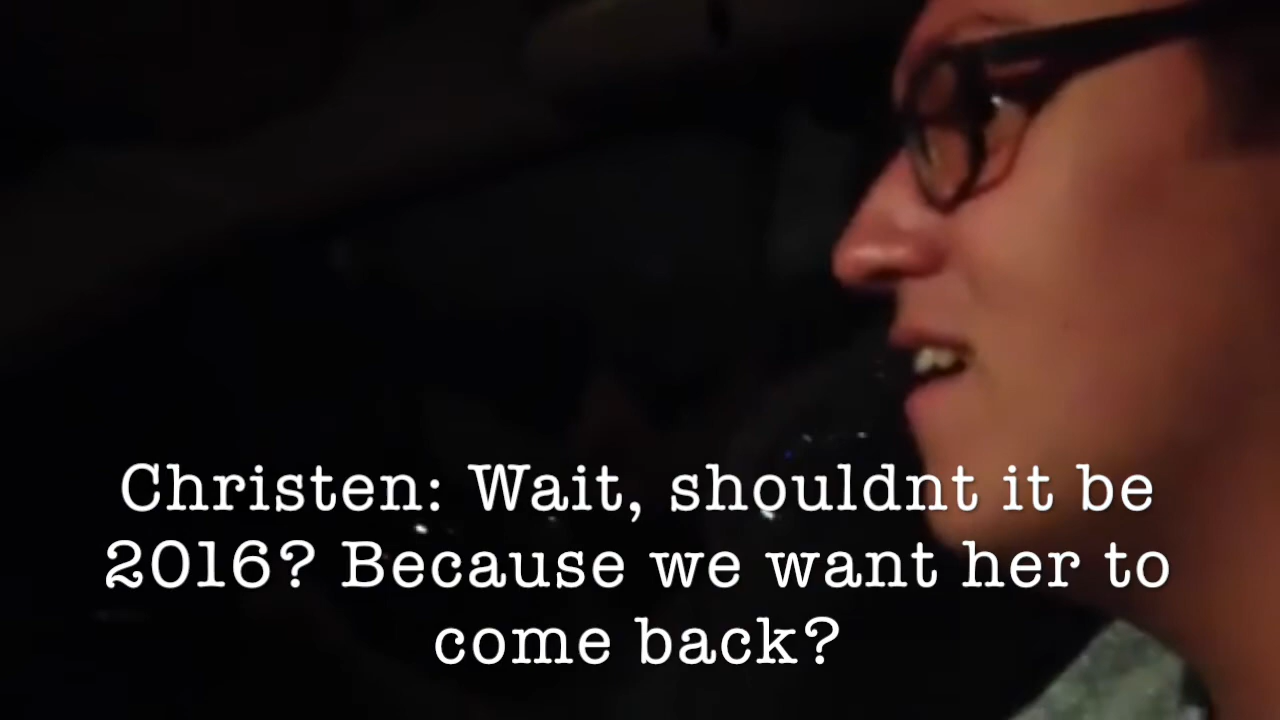 Christen: Wait, shouldnt it be
2016? Because we want her to
come back?